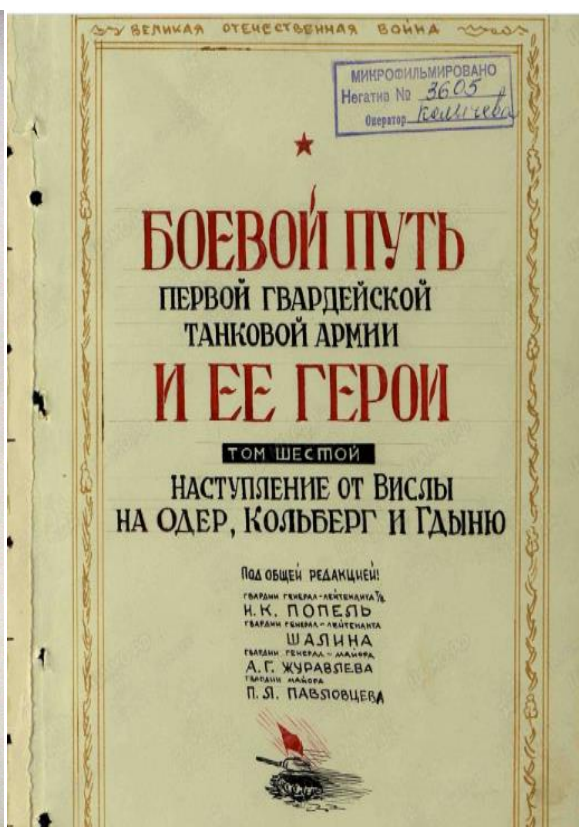 ВЕЛИКАЯ ОТЕЧЕСТВЕННАЯ ВОЙНА
МИКРОФИЛЬМИРОВАНО
Негатив № 3605
Оператор
БОЕВОЙ ПУТЬ
ПЕРВОЙ ГВАРДЕЙСКОЙ
ТАНКОВОЙ АРМИИ
И ЕЕ ГЕРОИ
ТОМ ШЕСТОЙ
НАСТУПЛЕНИЕ ОТ ВИСЛЫ
НА ОДЕР, КОЛЬБЕРГ И ГДЫНЮ
ПОД ОБЩЕЙ РЕДАКЦИЕЙ:
ГВАРДИИ ГЕНЕРАЛ-ЛЕЙТЕНАНТА Т/В
Н.К. ПОПЕЛЬ
ГВАРДИИ ГЕНЕРАЛ-ЛЕЙТЕНАНТА
ШАЛИНА
ГВАРДИИ ГЕНЕРАЛ-МАЙОРА
А.Г. ЖУРАВЛЕВА
ГВАРДИИ МАЙОРА
П.Я. ПАВЛОВЦЕВА